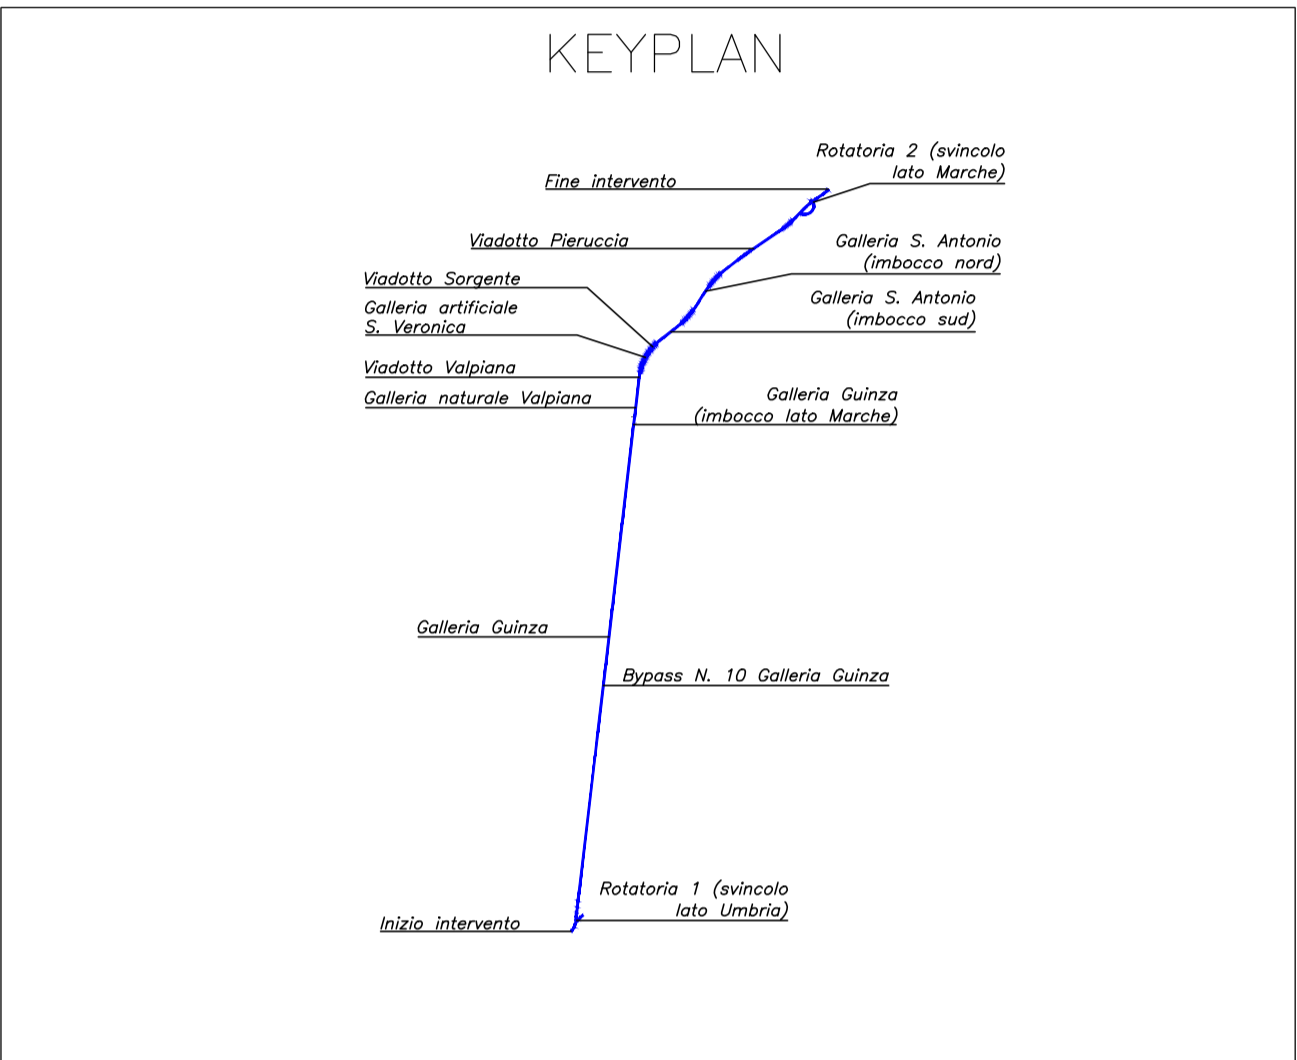 KEYPLAN
Rotatoria 2 (svincolo
lato Marche)
Fine intervento
Viadotto Pieruccia
Galleria S. Antonio
(imbocco nord)
Viadotto Sorgente
Galleria S. Antonio
(imbocco sud)
Galleria artificiale
S. Veronica
Viadotto Valpiana
Galleria naturale Valpiana
Galleria Guinza
(imbocco lato Marche)
Galleria Guinza
Bypass N. 10 Galleria Guinza
Rotatoria 1 (svincolo
lato Umbria)
Inizio intervento